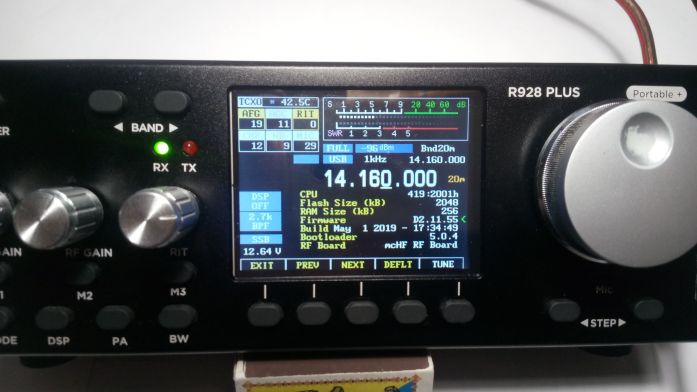 R928 PLUS
Portable +
◄ BAND ►
RX TX
GAIN
RF GAIN
RIT
M2
M3
DSP
PA
BW
Mic
◄STEP►
TCXO 42.5C
S 1 3 5 7 9 20 40 60 dB
AFG RIT
19 11 0
SWR 1 2 3 4 5
12 9 29
FULL -96 dBm Bnd20m
USB 1kHz 14.160.000
14.160.000 20m
DSP
OFF
2.7k
BPF
SSB
12.64 V
CPU 419:2001h
Flash Size (kB) 2048
RAM Size (kB) 256
Firmware D2.11.55
Build May 1 2019 - 17:34:49
Bootloader 5.0.4
RF Board mcHF RF Board
EXIT PREV NEXT DEFLT TUNE